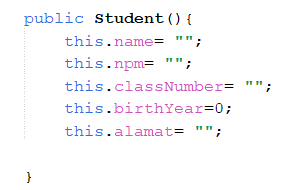 public Student(){
this.name= "";
this.npm= "";
this.classNumber= "";
this.birthYear=0;
this.alamat= "";
}